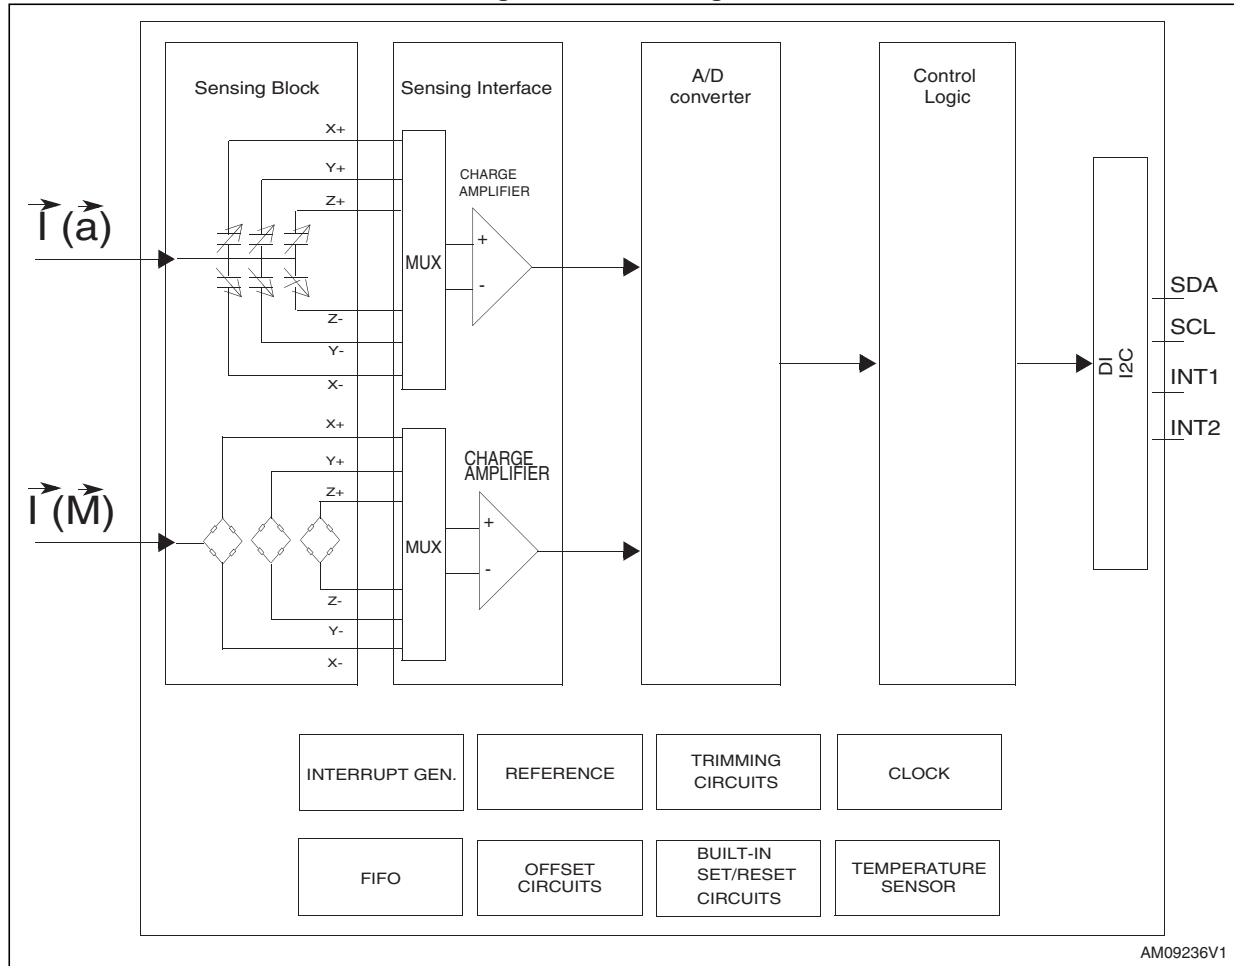 Sensing Block
Sensing Interface
A/D
converter
Control
Logic
X+
Y+
Z+
CHARGE
AMPLIFIER
I (a)
+
MUX
-
Z-
Y-
X-
DI
I2C
SDA
SCL
INT1
INT2
X+
Y+
Z+
CHARGE
AMPLIFIER
I (M)
+
MUX
-
Z-
Y-
X-
INTERRUPT GEN.
REFERENCE
TRIMMING
CIRCUITS
CLOCK
FIFO
OFFSET
CIRCUITS
BUILT-IN
SET/RESET
CIRCUITS
TEMPERATURE
SENSOR
AM09236V1